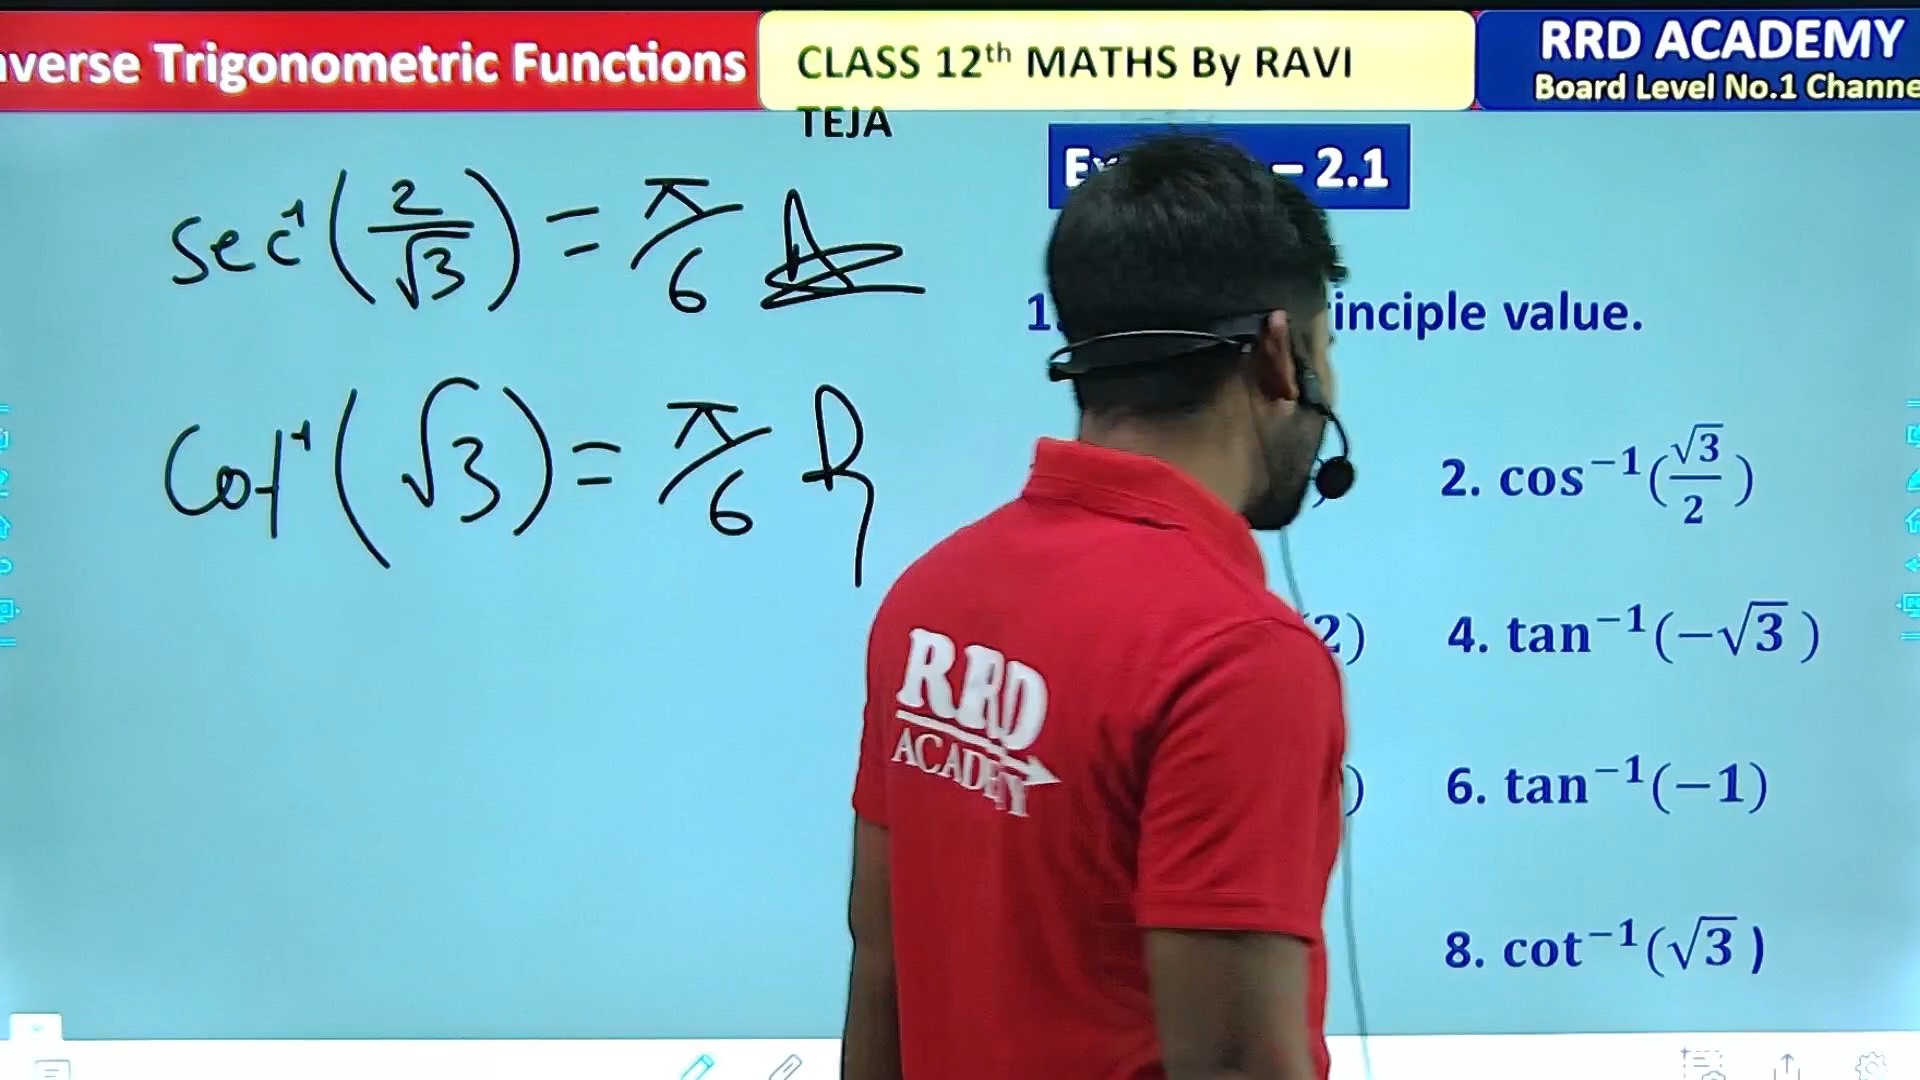 nverse Trigonometric Functions
CLASS 12th MATHS By RAVI
TEJA
RRD ACADEMY
Board Level No.1 Channe
– 2.1
sec⁻¹(2/√3) = π/6
cot⁻¹(√3) = π/6
1.
inciple value.
)
2. cos⁻¹(√3/2)
2)
4. tan⁻¹(−√3 )
)
6. tan⁻¹(−1)
8. cot⁻¹(√3 )
RRD
ACADEMY